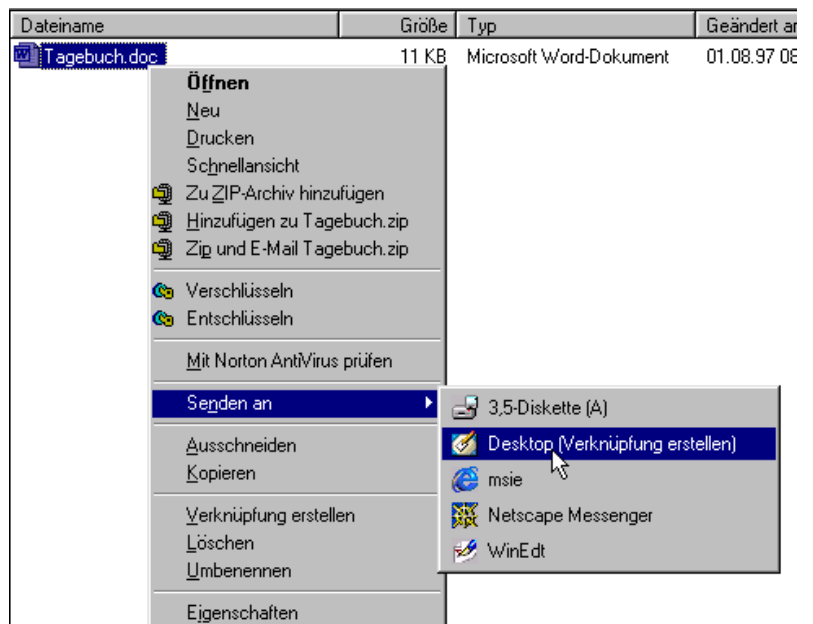 Dateiname Größe Typ Geändert ar
Tagebuch.doc 11 KB Microsoft Word-Dokument 01.08.97 08
Öffnen
Neu
Drucken
Schnellansicht
Zu ZIP-Archiv hinzufügen
Hinzufügen zu Tagebuch.zip
Zip und E-Mail Tagebuch.zip
Verschlüsseln
Entschlüsseln
Mit Norton AntiVirus prüfen
Senden an
3,5-Diskette (A)
Desktop (Verknüpfung erstellen)
msie
Netscape Messenger
WinEdt
Ausschneiden
Kopieren
Verknüpfung erstellen
Löschen
Umbenennen
Eigenschaften